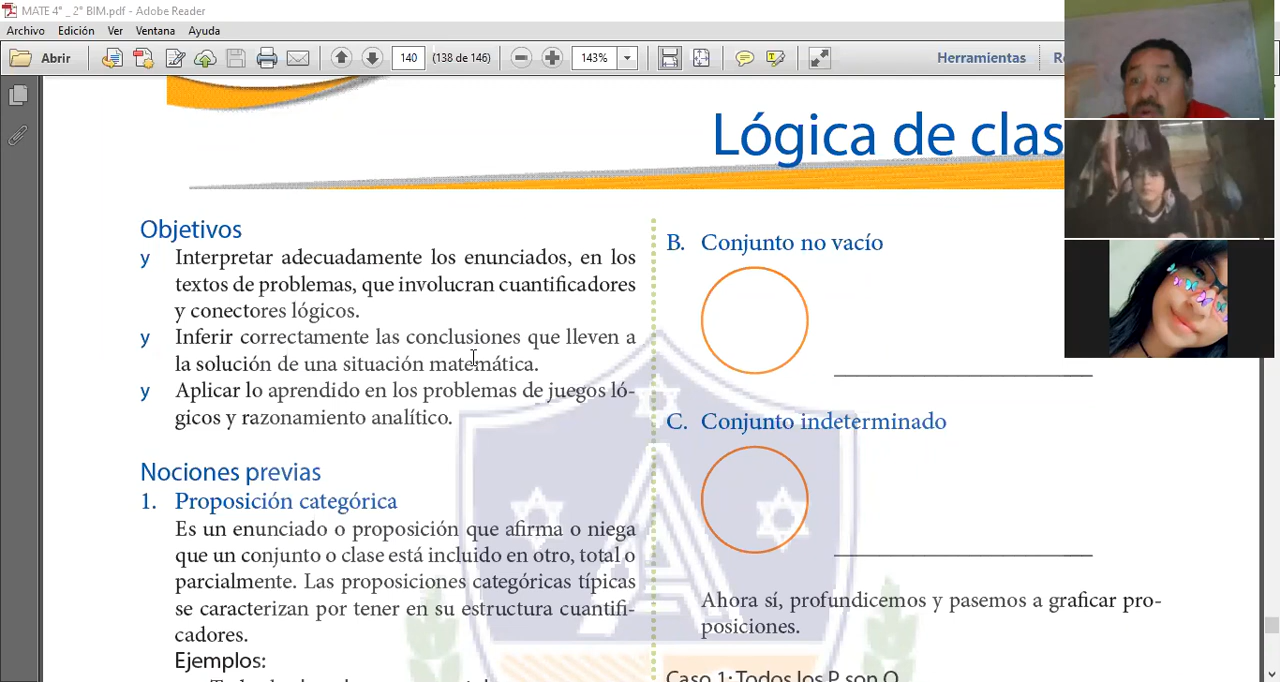 MATE 4° _ 2° BIM.pdf - Adobe Reader
Archivo Edición Ver Ventana Ayuda
Abrir 140 (138 de 146) 143% Herramientas
Lógica de clas
Objetivos
y Interpretar adecuadamente los enunciados, en los
textos de problemas, que involucran cuantificadores
y conectores lógicos.
y Inferir correctamente las conclusiones que lleven a
la solución de una situación matemática.
y Aplicar lo aprendido en los problemas de juegos ló-
gicos y razonamiento analítico.
Nociones previas
1. Proposición categórica
Es un enunciado o proposición que afirma o niega
que un conjunto o clase está incluido en otro, total o
parcialmente. Las proposiciones categóricas típicas
se caracterizan por tener en su estructura cuantifi-
cadores.
Ejemplos:
B. Conjunto no vacío
C. Conjunto indeterminado
Ahora sí, profundicemos y pasemos a graficar pro-
posiciones.
Caso 1: Todos los P son Q